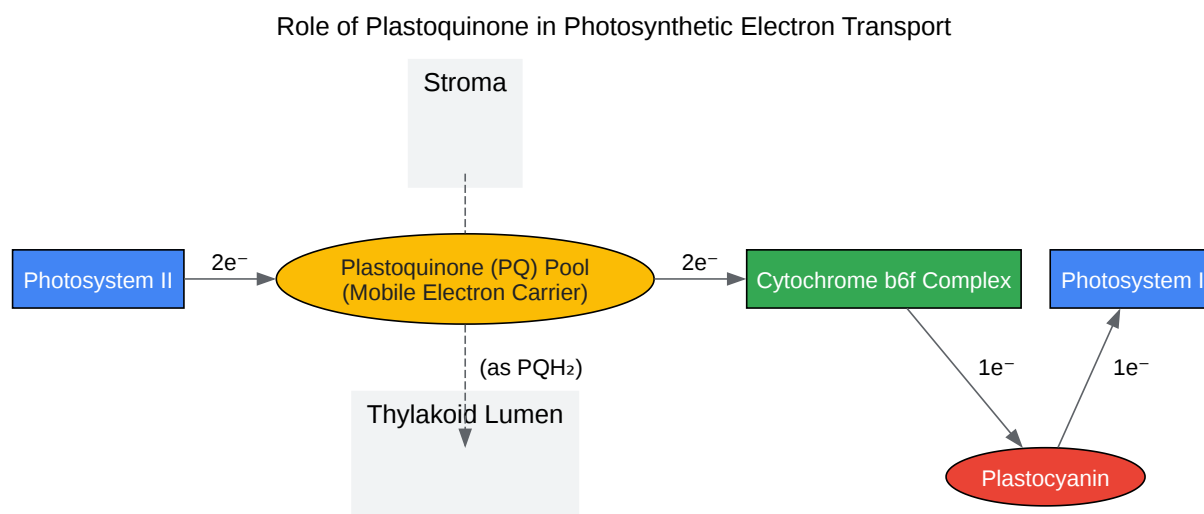 Role of Plastoquinone in Photosynthetic Electron Transport
Stroma
Photosystem II
2e⁻
Plastoquinone (PQ) Pool
(Mobile Electron Carrier)
2e⁻
Cytochrome b6f Complex
Photosystem I
(as PQH₂)
1e⁻
1e⁻
Thylakoid Lumen
Plastocyanin